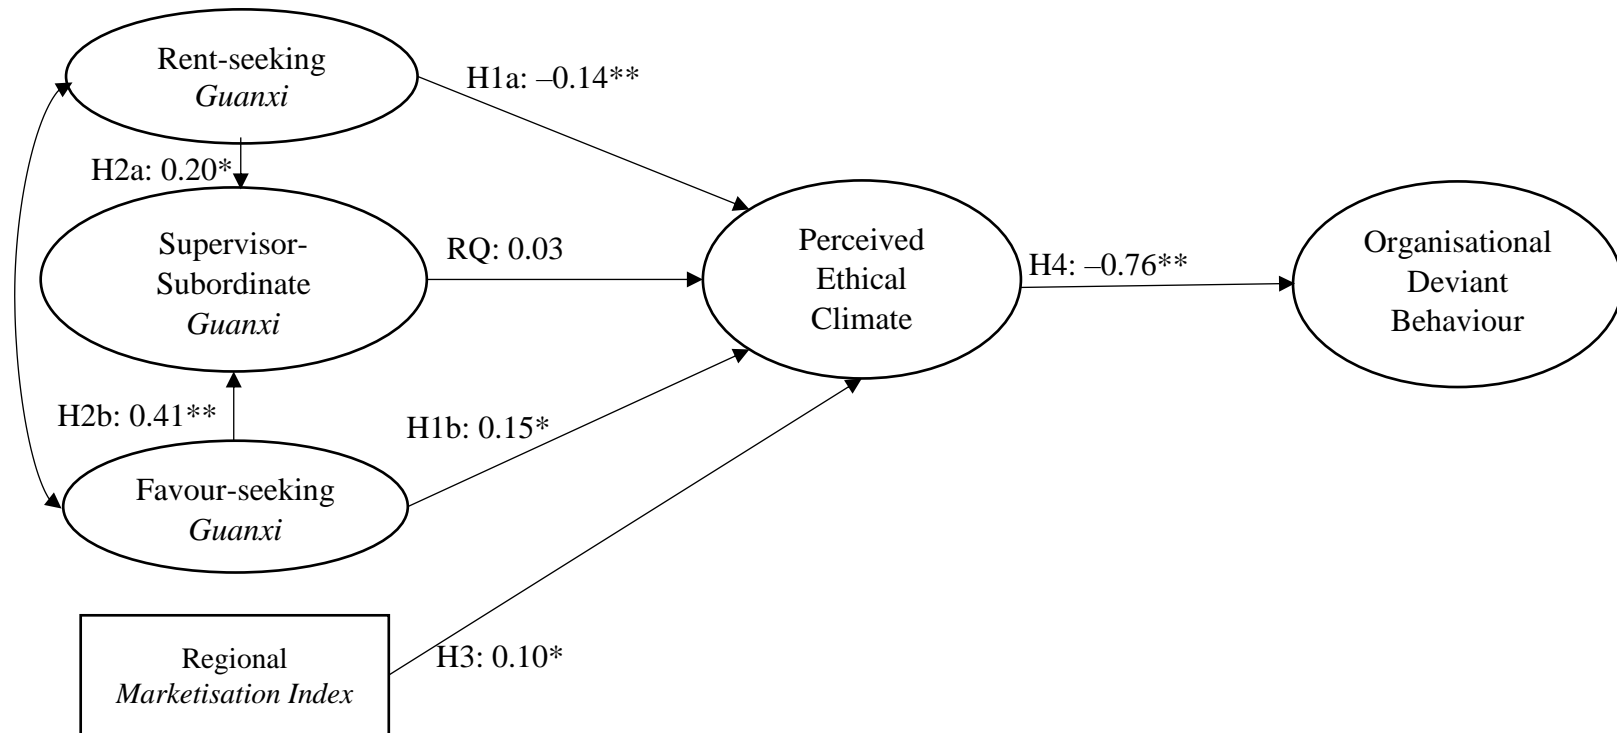 Rent-seeking
Guanxi
H1a: –0.14**
H2a: 0.20*
Supervisor-
Subordinate
Guanxi
RQ: 0.03
Perceived
Ethical
Climate
H4: –0.76**
Organisational
Deviant
Behaviour
H2b: 0.41**
H1b: 0.15*
Favour-seeking
Guanxi
H3: 0.10*
Regional
Marketisation Index